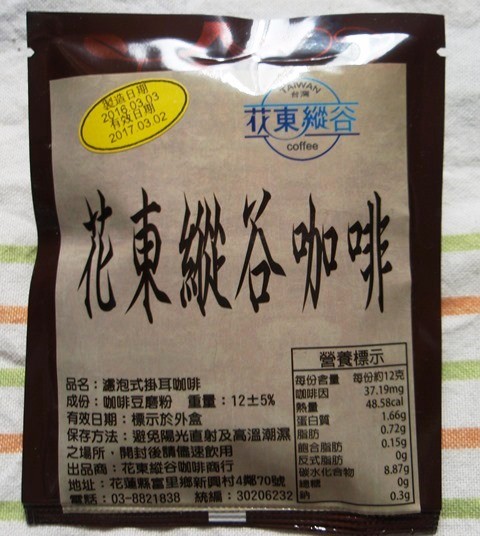 製造日期
2016.03.03
有效日期
2017.03.02
TAIWAN
台灣
花東縱谷
coffee
花東縱谷咖啡
品名：濾泡式掛耳咖啡
成份：咖啡豆磨粉 重量：12±5%
有效日期：標示於外盒
保存方法：避免陽光直射及高溫潮濕
之場所，開封後請儘速飲用
出品商：花東縱谷咖啡商行
地址：花蓮縣富里鄉新興村4鄰70號
電話：03-8821838 統編：30206232
營養標示
每份含量 每份約12克
咖啡因 37.19mg
熱量 48.58cal
蛋白質 1.66g
脂肪 0.72g
飽合脂肪 0.15g
反式脂肪 0g
碳水化合物 8.87g
總糖 0g
鈉 0.3g